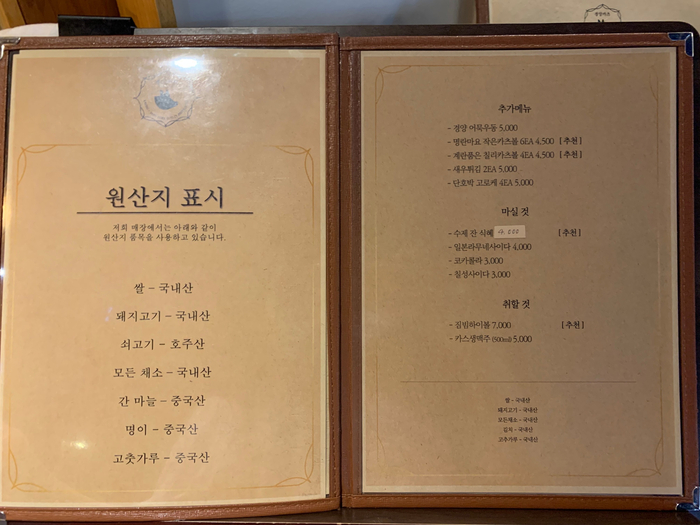 원산지 표시
저희 매장에서는 아래와 같이
원산지 품목을 사용하고 있습니다.
쌀 – 국내산
돼지고기 – 국내산
쇠고기 – 호주산
모든 채소 – 국내산
간 마늘 – 중국산
명이 – 중국산
고춧가루 – 중국산
추가메뉴
- 경양 어묵우동 5,000
- 명란마요 작은카츠볼 6EA 4,500 [추천]
- 계란품은 칠리카츠볼 4EA 4,500 [추천]
- 새우튀김 2EA 5,000
- 단호박 고로케 4EA 5,000
마실 것
- 수제 잔 식혜 [추천]
- 일본라무네사이다 4,000
- 코카콜라 3,000
- 칠성사이다 3,000
취할 것
- 짐빔하이볼 7,000 [추천]
- 카스생맥주 (500ml) 5,000
쌀 - 국내산
돼지고기 - 국내산
모든채소 - 국내산
김치 - 국내산
고추가루 - 국내산